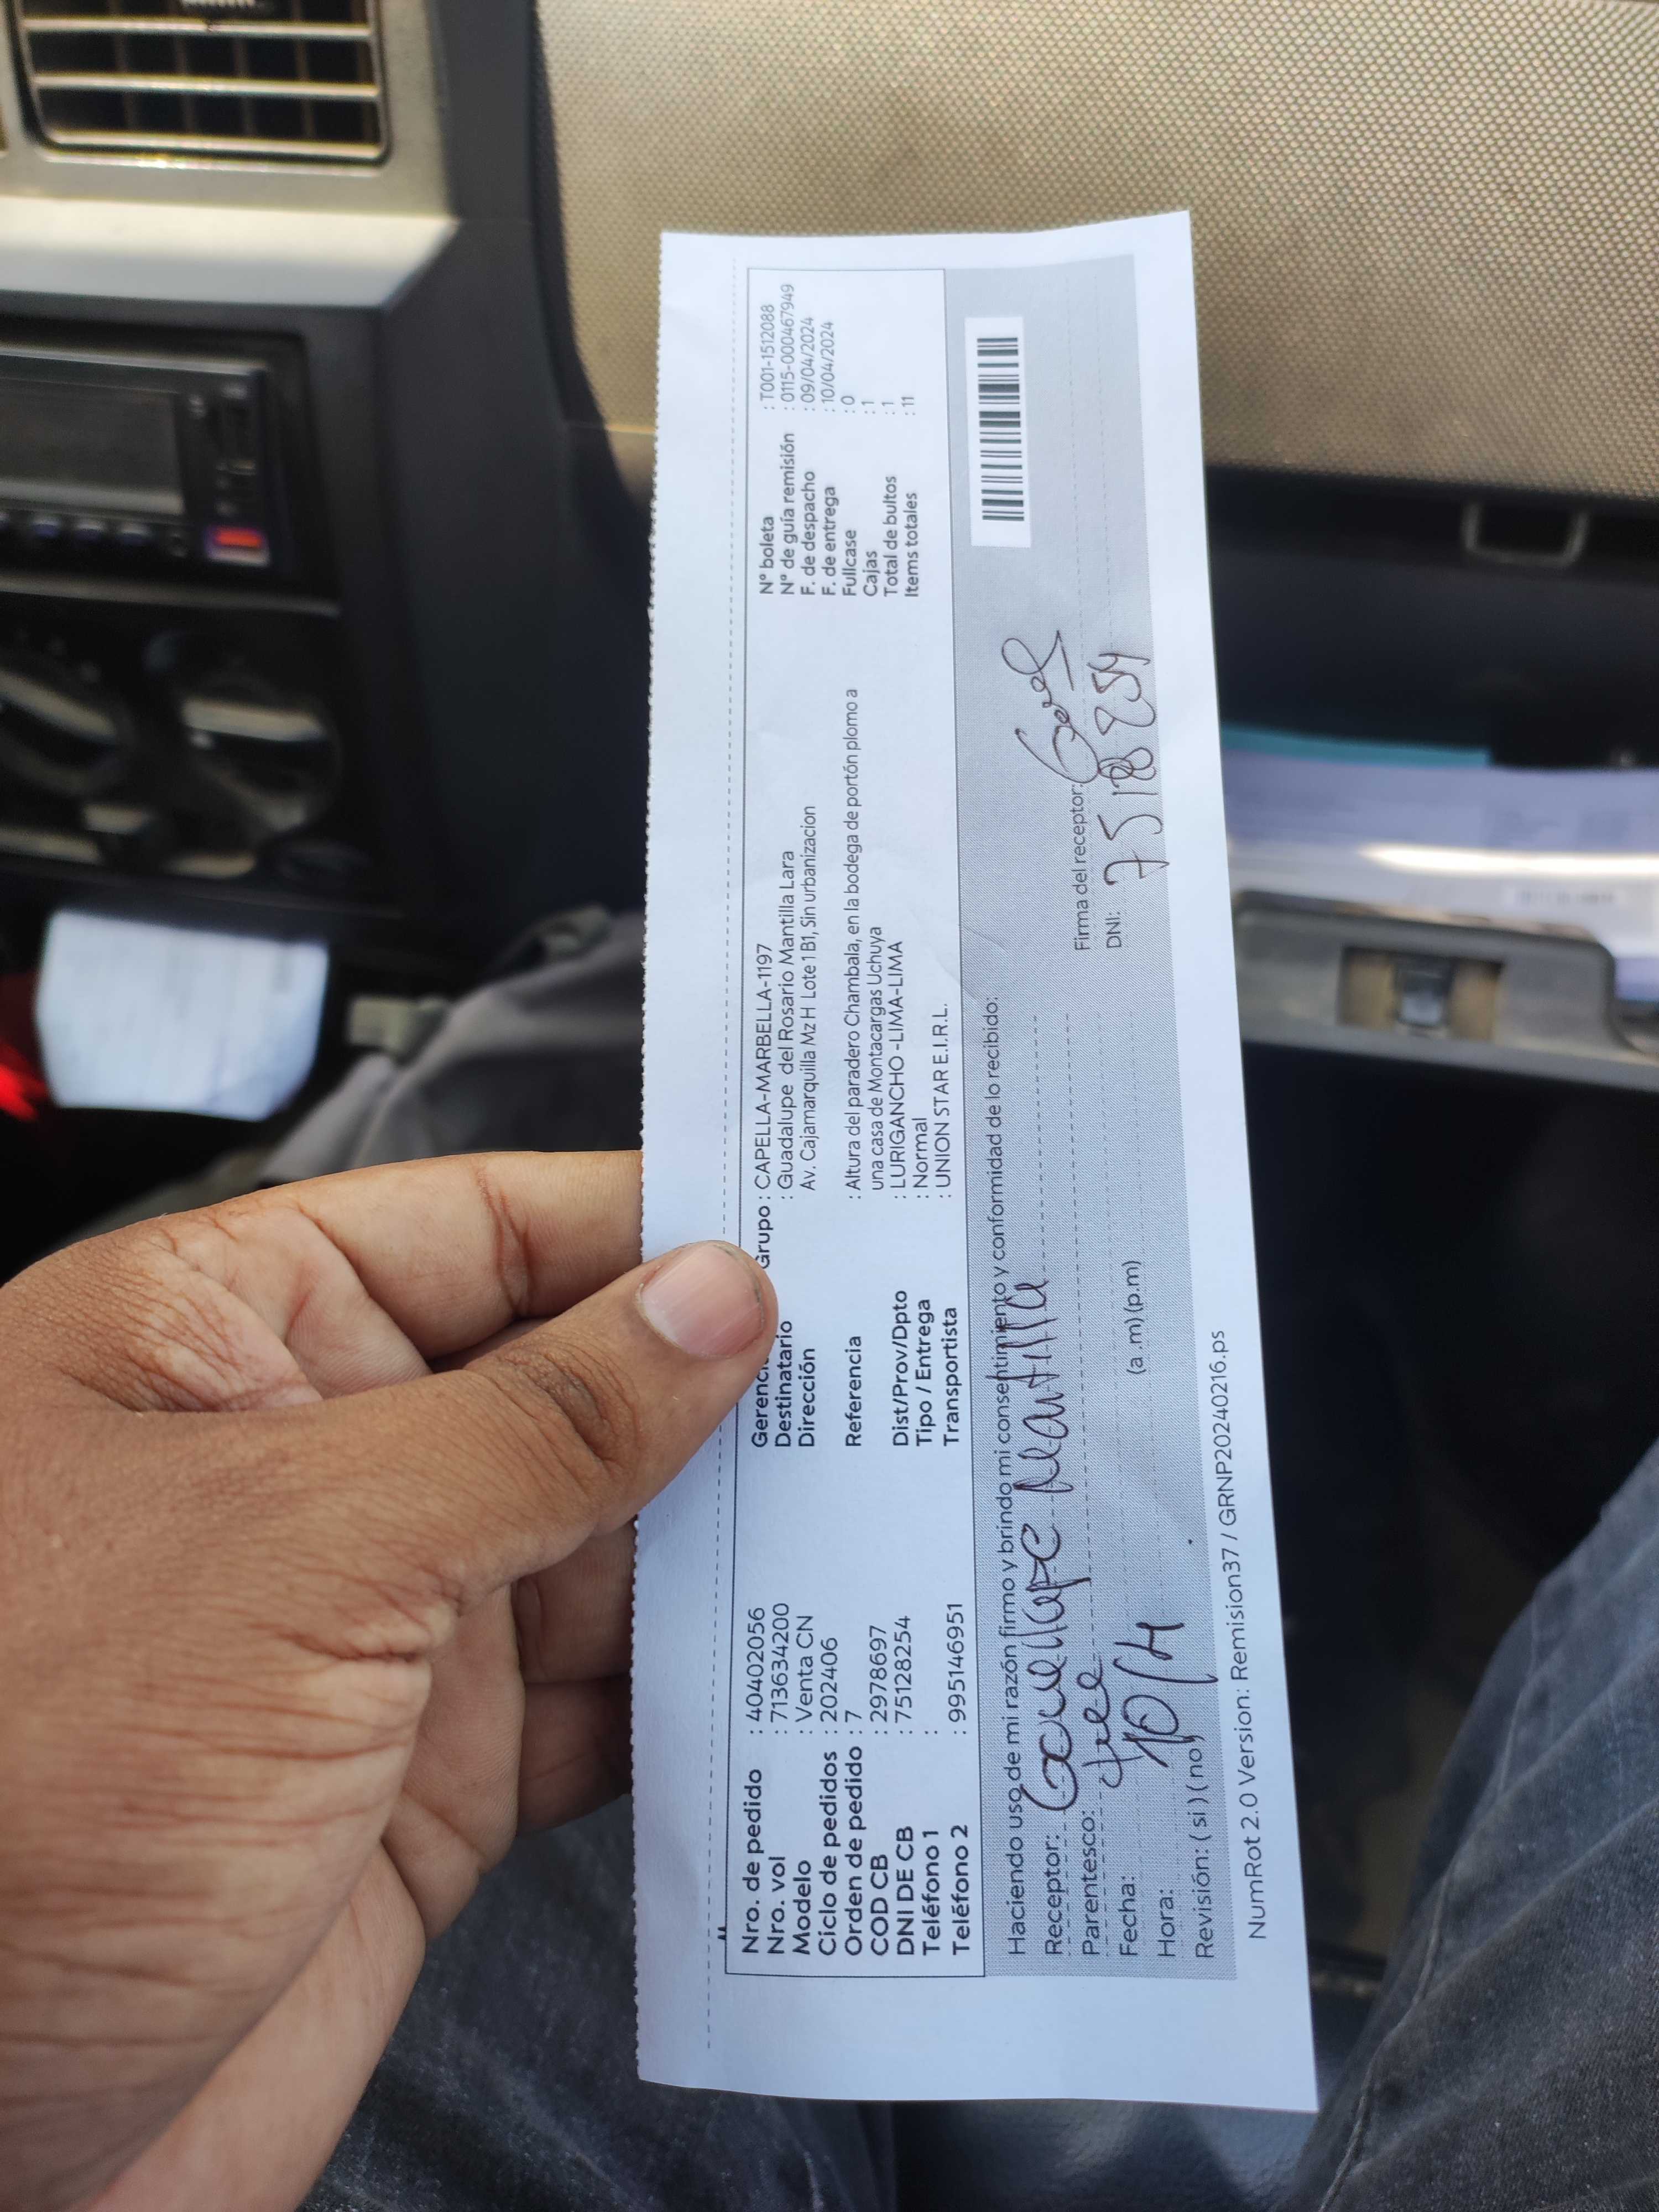 Nro. de pedido : 404402056
Nro. vol : 713634200
Modelo : Venta CN
Ciclo de pedidos : 202406
Orden de pedido : 7
COD CB : 2978697
DNI DE CB : 75128254
Teléfono 1 :
Teléfono 2 : 995146951
Gerenc Grupo : CAPELLA-MARBELLA-1197
Destinatario : Guadalupe del Rosario Mantilla Lara
Dirección Av. Cajamarquilla Mz H Lote 1 B1, Sin urbanizacion
Referencia : Altura del paradero Chambala, en la bodega de portón plomo a
una casa de Montacargas Uchuya
Dist/Prov/Dpto : LURIGANCHO -LIMA-LIMA
Tipo / Entrega : Normal
Transportista : UNION STAR E.I.R.L.
N° boleta : T001-1512088
N° de guía remisión : 0115-000467949
F. de despacho : 09/04/2024
F. de entrega : 10/04/2024
Fullcase : 0
Cajas : 1
Total de bultos : 1
Items totales : 11
Haciendo uso de mi razón firmo y brindo mi consentimiento y conformidad de lo recibido:
Receptor: Guadalupe Mantilla
Parentesco:
Fecha: 10/4
Hora: (a.m) (p.m)
Revisión: ( si ) ( no )
Firma del receptor:
DNI:
NumRot 2.0 Version: Remision37 / GRNP20240216.ps